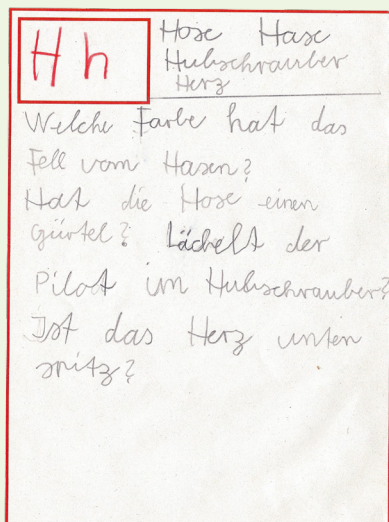 H h
Hose Hase
Hubschrauber
Herz
Welche Farbe hat das
Fell vom Hasen?
Hat die Hose einen
Gürtel? Lächelt der
Pilot im Hubschrauber?
Ist das Herz unten
spitz?